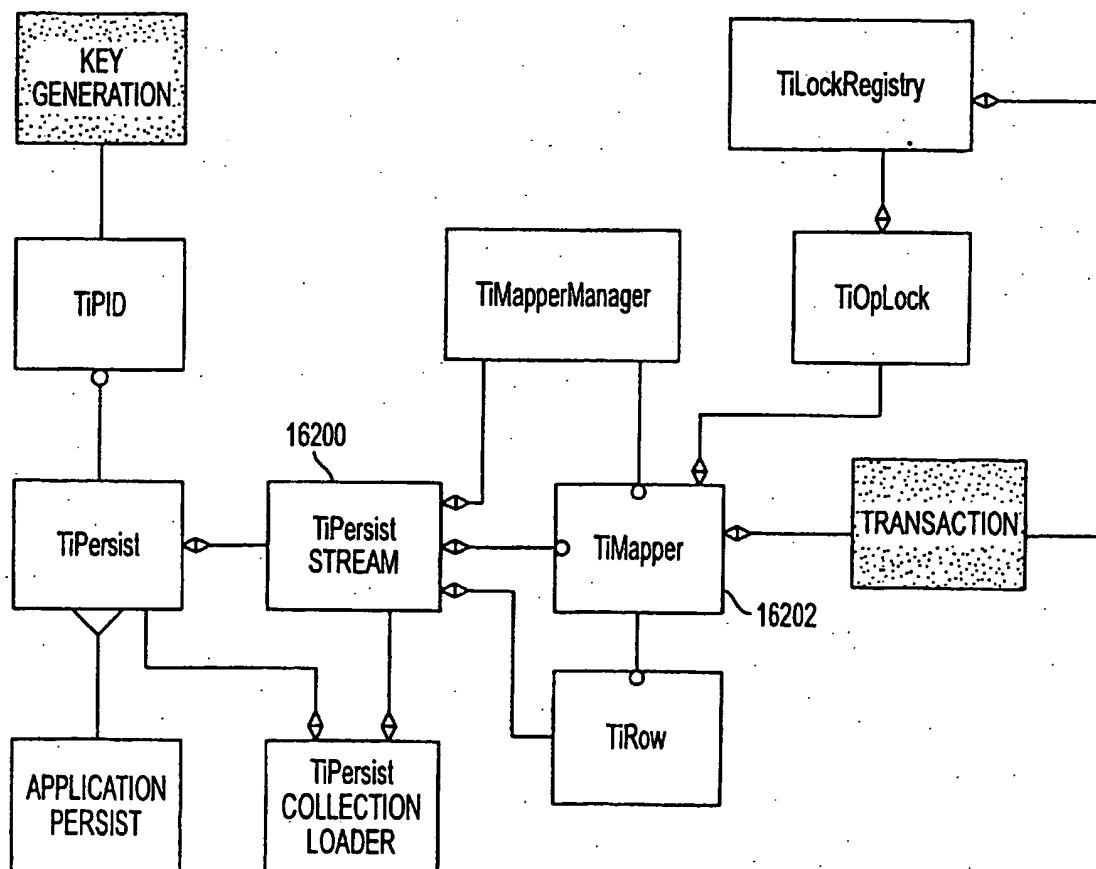 KEY
GENERATION
TiLockRegistry
TiPID
TiMapperManager
TiOpLock
16200
TiPersist
TiPersist
STREAM
TiMapper
TRANSACTION
16202
TiRow
APPLICATION
PERSIST
TiPersist
COLLECTION
LOADER